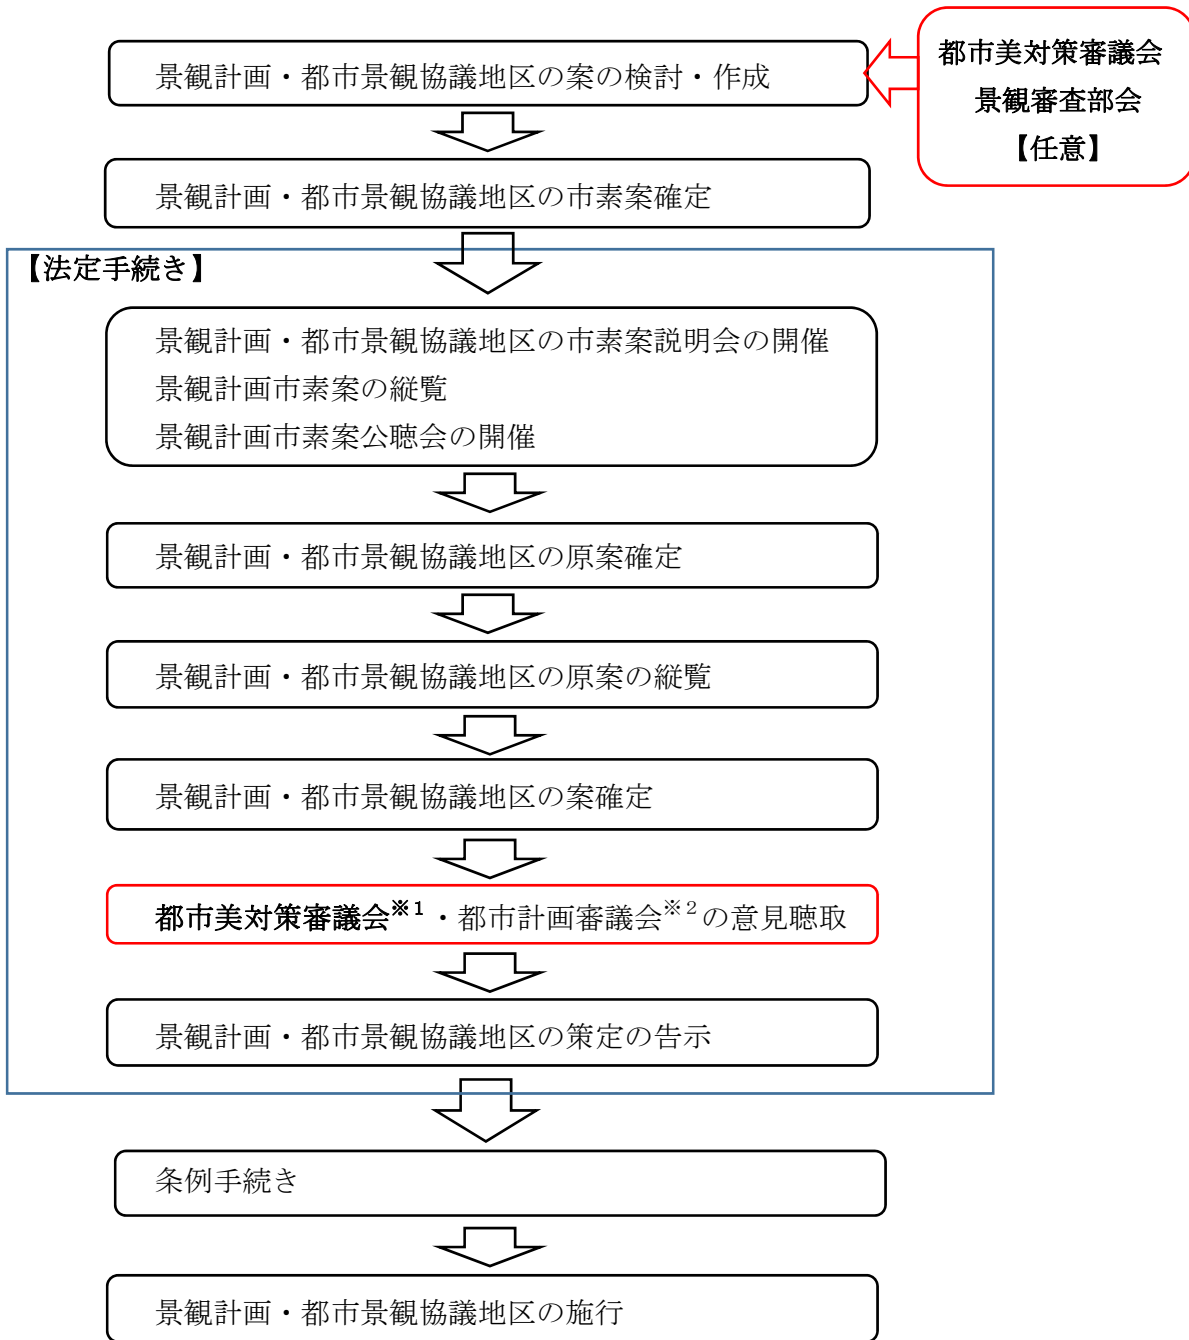 都市美対策審議会
景観審査部会
【任意】
景観計画・都市景観協議地区の案の検討・作成
景観計画・都市景観協議地区の市素案確定
【法定手続き】
景観計画・都市景観協議地区の市素案説明会の開催
景観計画市素案の縦覧
景観計画市素案公聴会の開催
景観計画・都市景観協議地区の原案確定
景観計画・都市景観協議地区の原案の縦覧
景観計画・都市景観協議地区の案確定
都市美対策審議会※1・都市計画審議会※2の意見聴取
景観計画・都市景観協議地区の策定の告示
条例手続き
景観計画・都市景観協議地区の施行